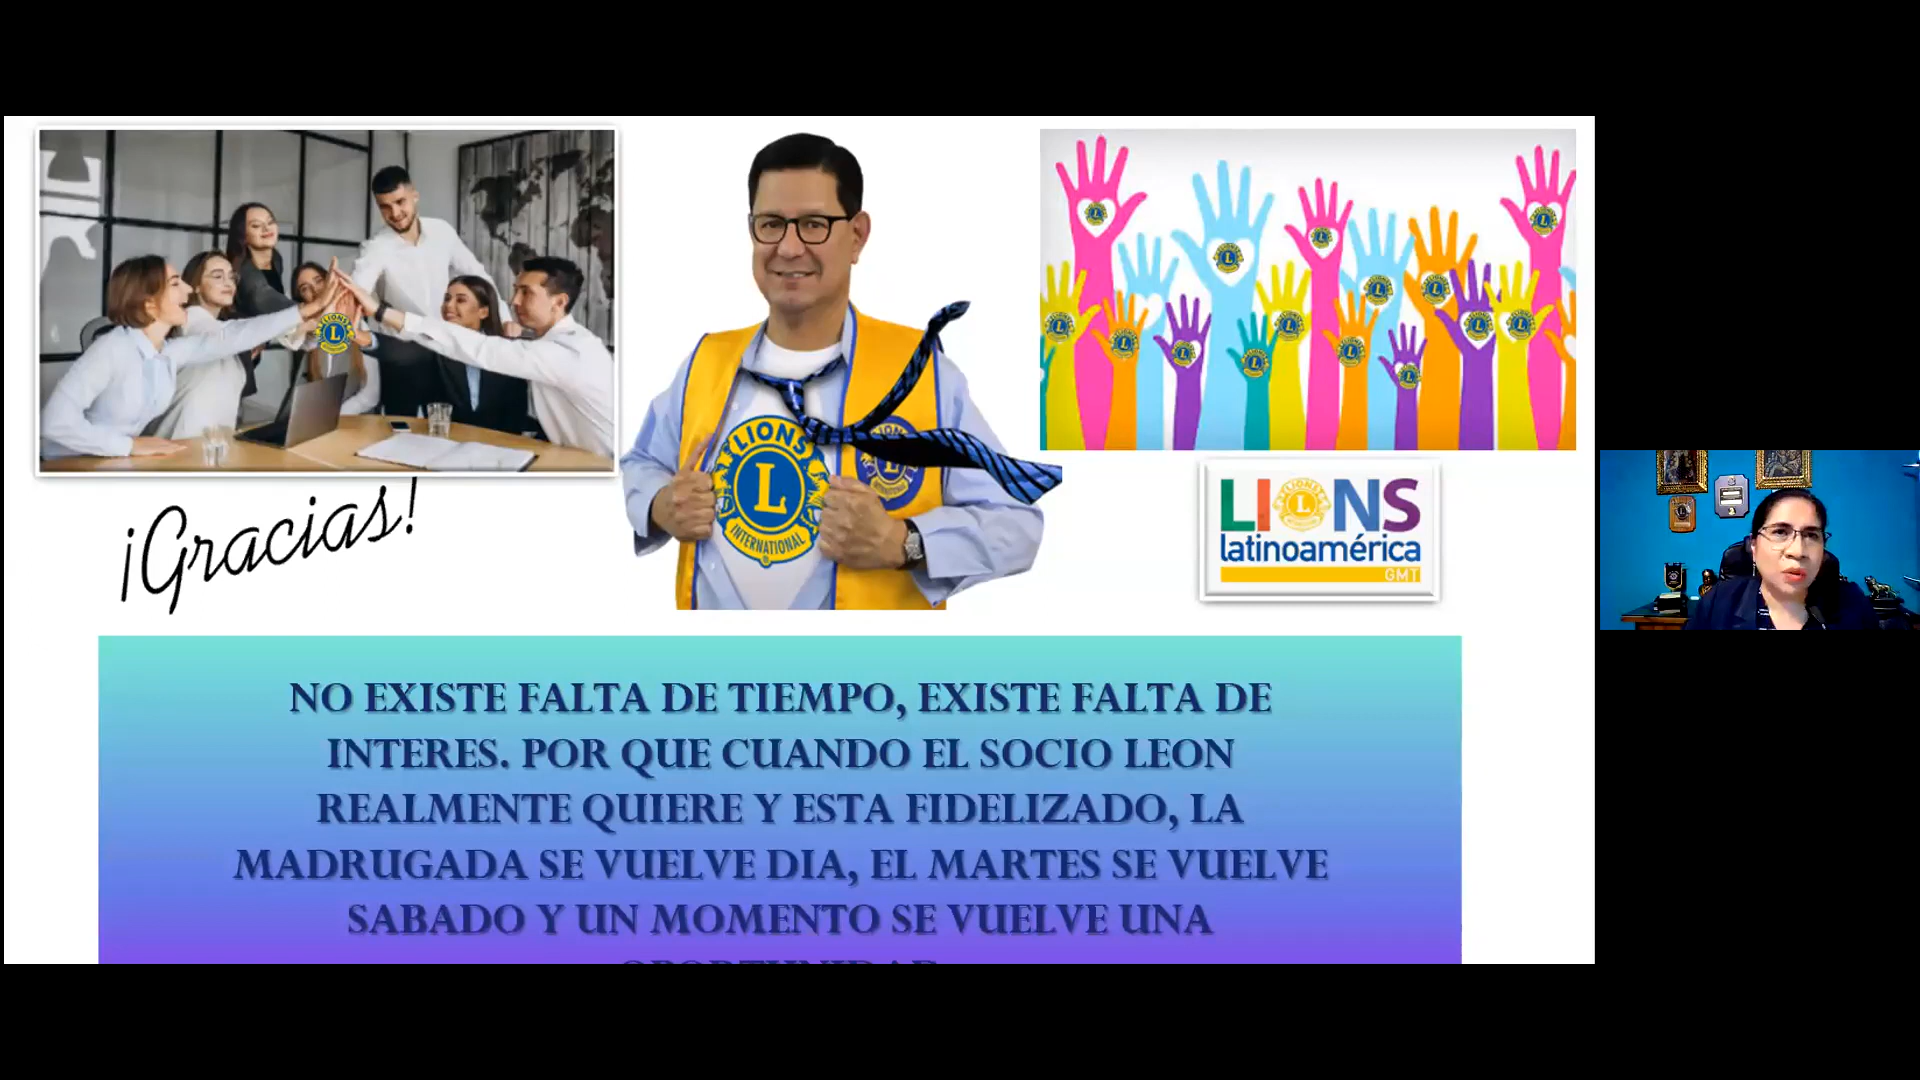 ¡Gracias!
LIONS
L
INTERNATIONAL
LIONS
latinoamérica
GMT
NO EXISTE FALTA DE TIEMPO, EXISTE FALTA DE
INTERES. POR QUE CUANDO EL SOCIO LEON
REALMENTE QUIERE Y ESTA FIDELIZADO, LA
MADRUGADA SE VUELVE DIA, EL MARTES SE VUELVE
SABADO Y UN MOMENTO SE VUELVE UNA